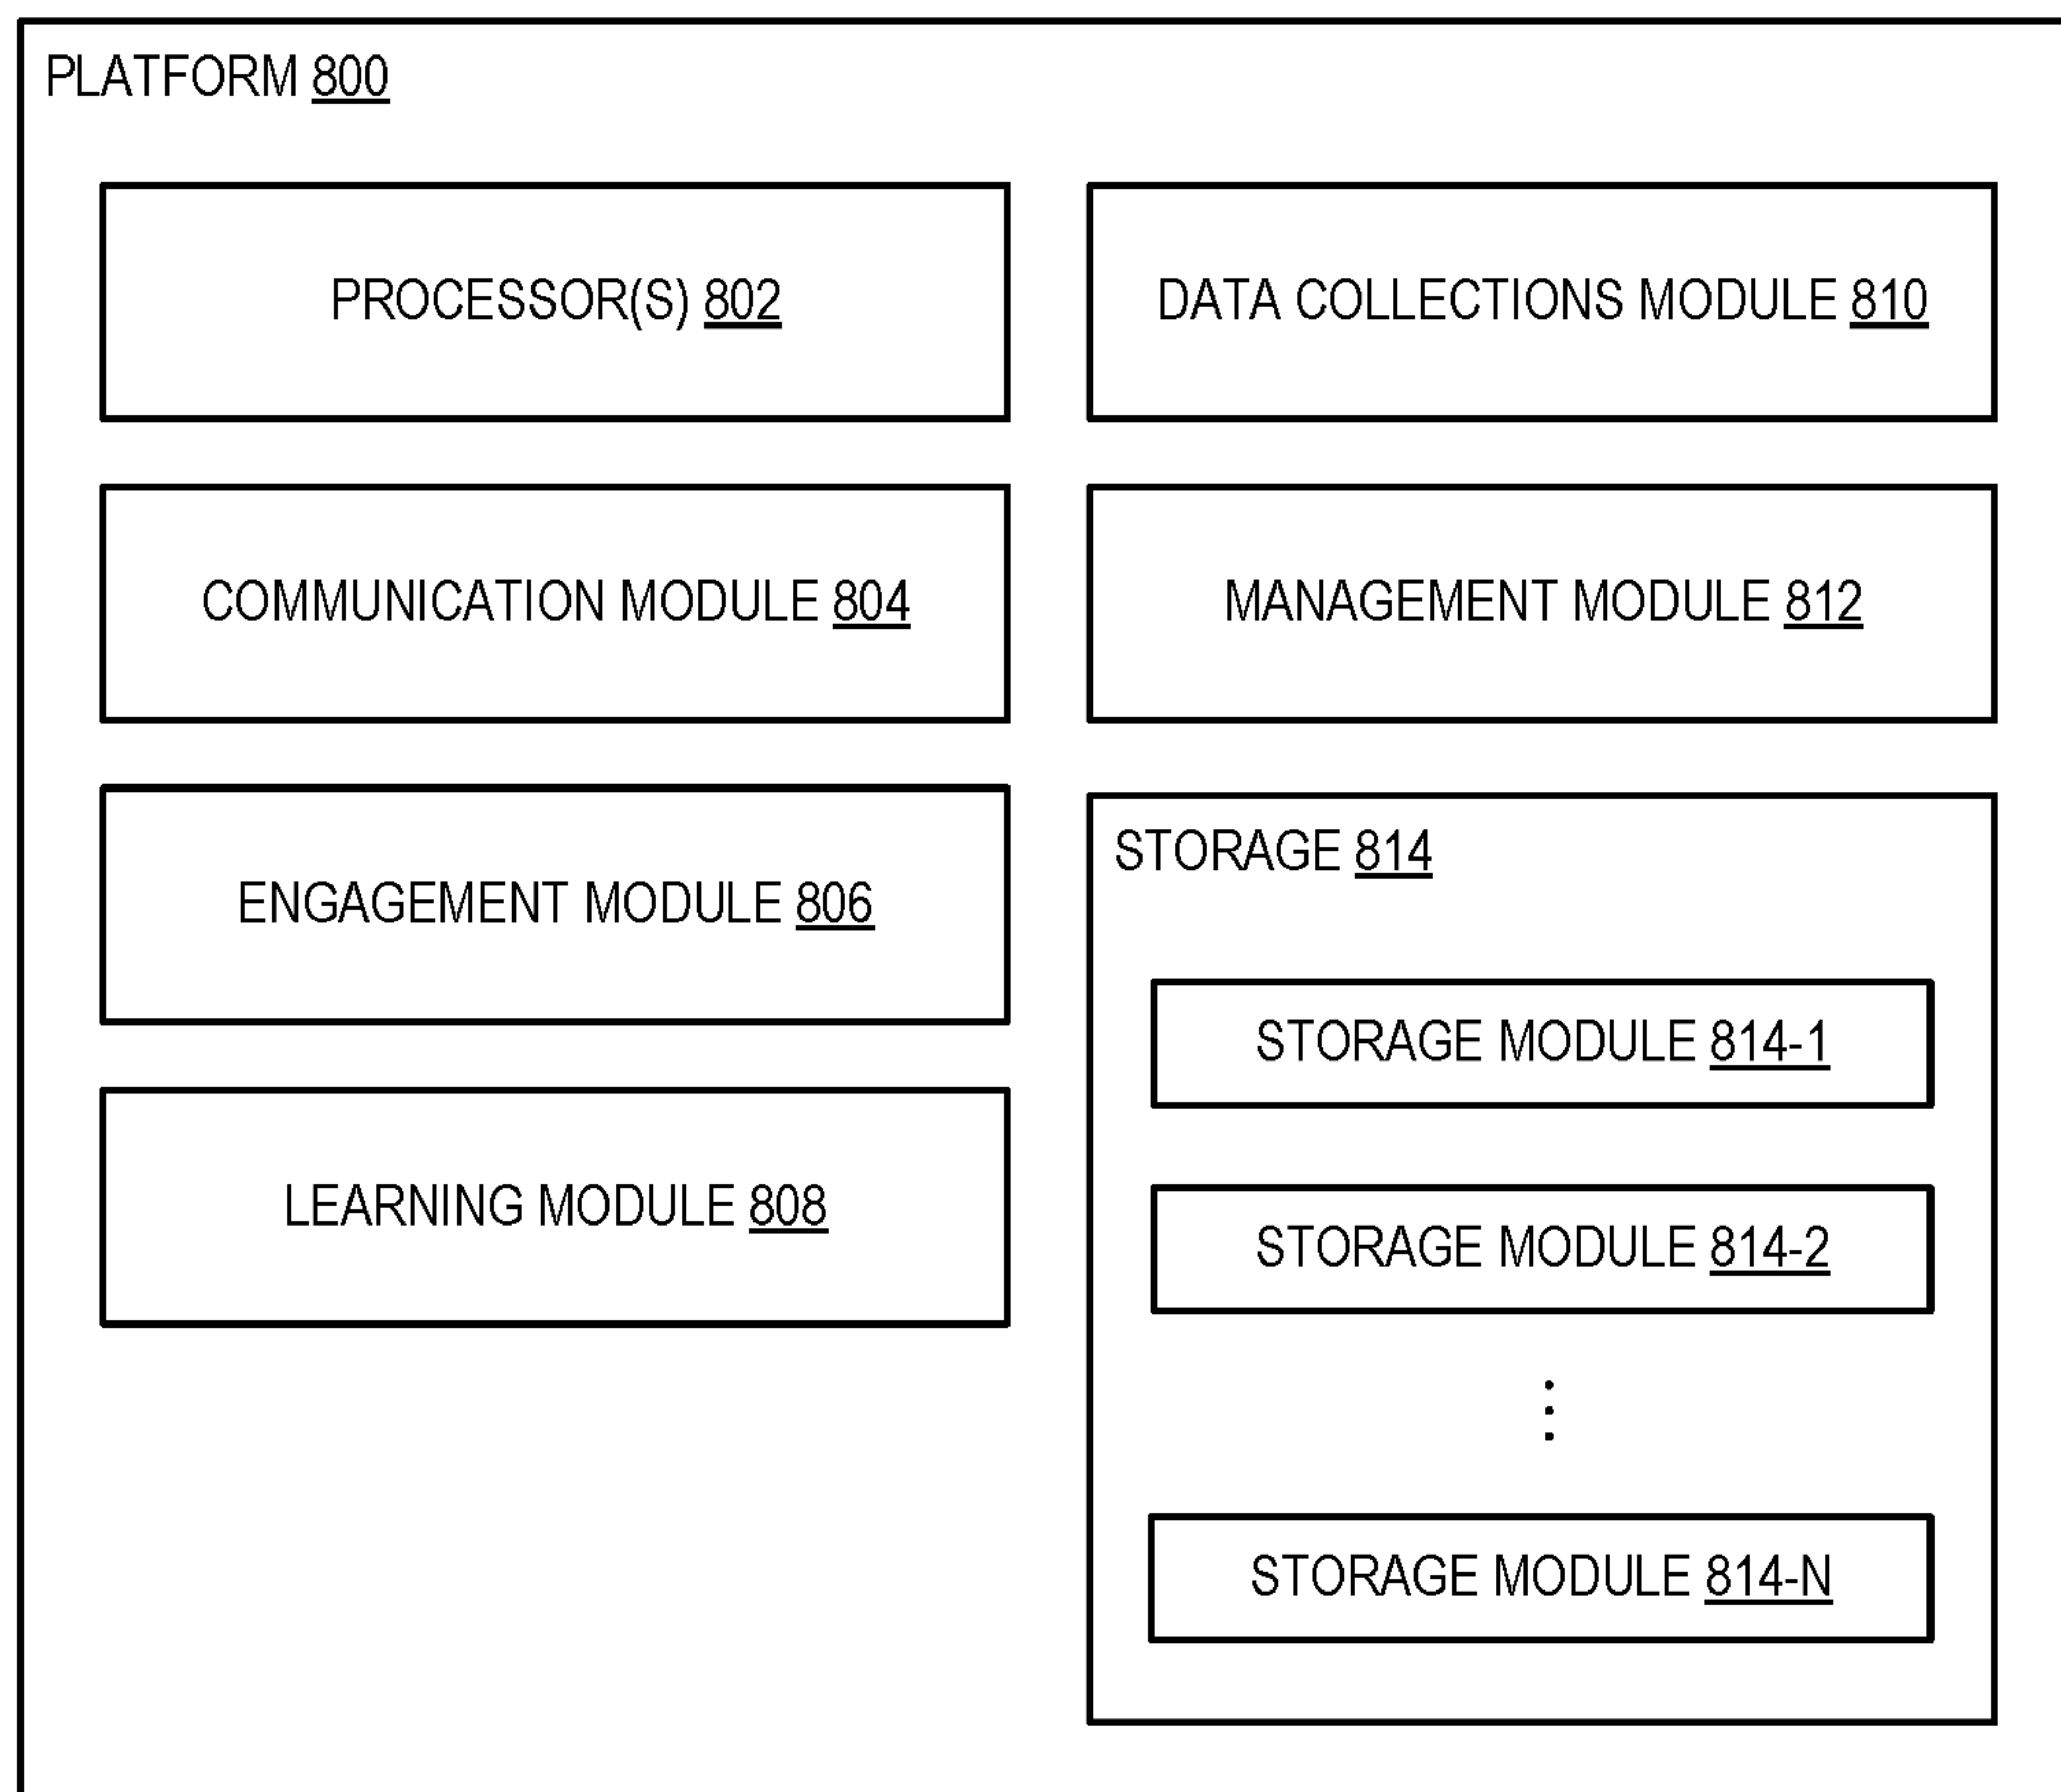 PLATFORM 800
PROCESSOR(S) 802
COMMUNICATION MODULE 804
ENGAGEMENT MODULE 806
LEARNING MODULE 808
DATA COLLECTIONS MODULE 810
MANAGEMENT MODULE 812
STORAGE 814
STORAGE MODULE 814-1
STORAGE MODULE 814-2
STORAGE MODULE 814-N